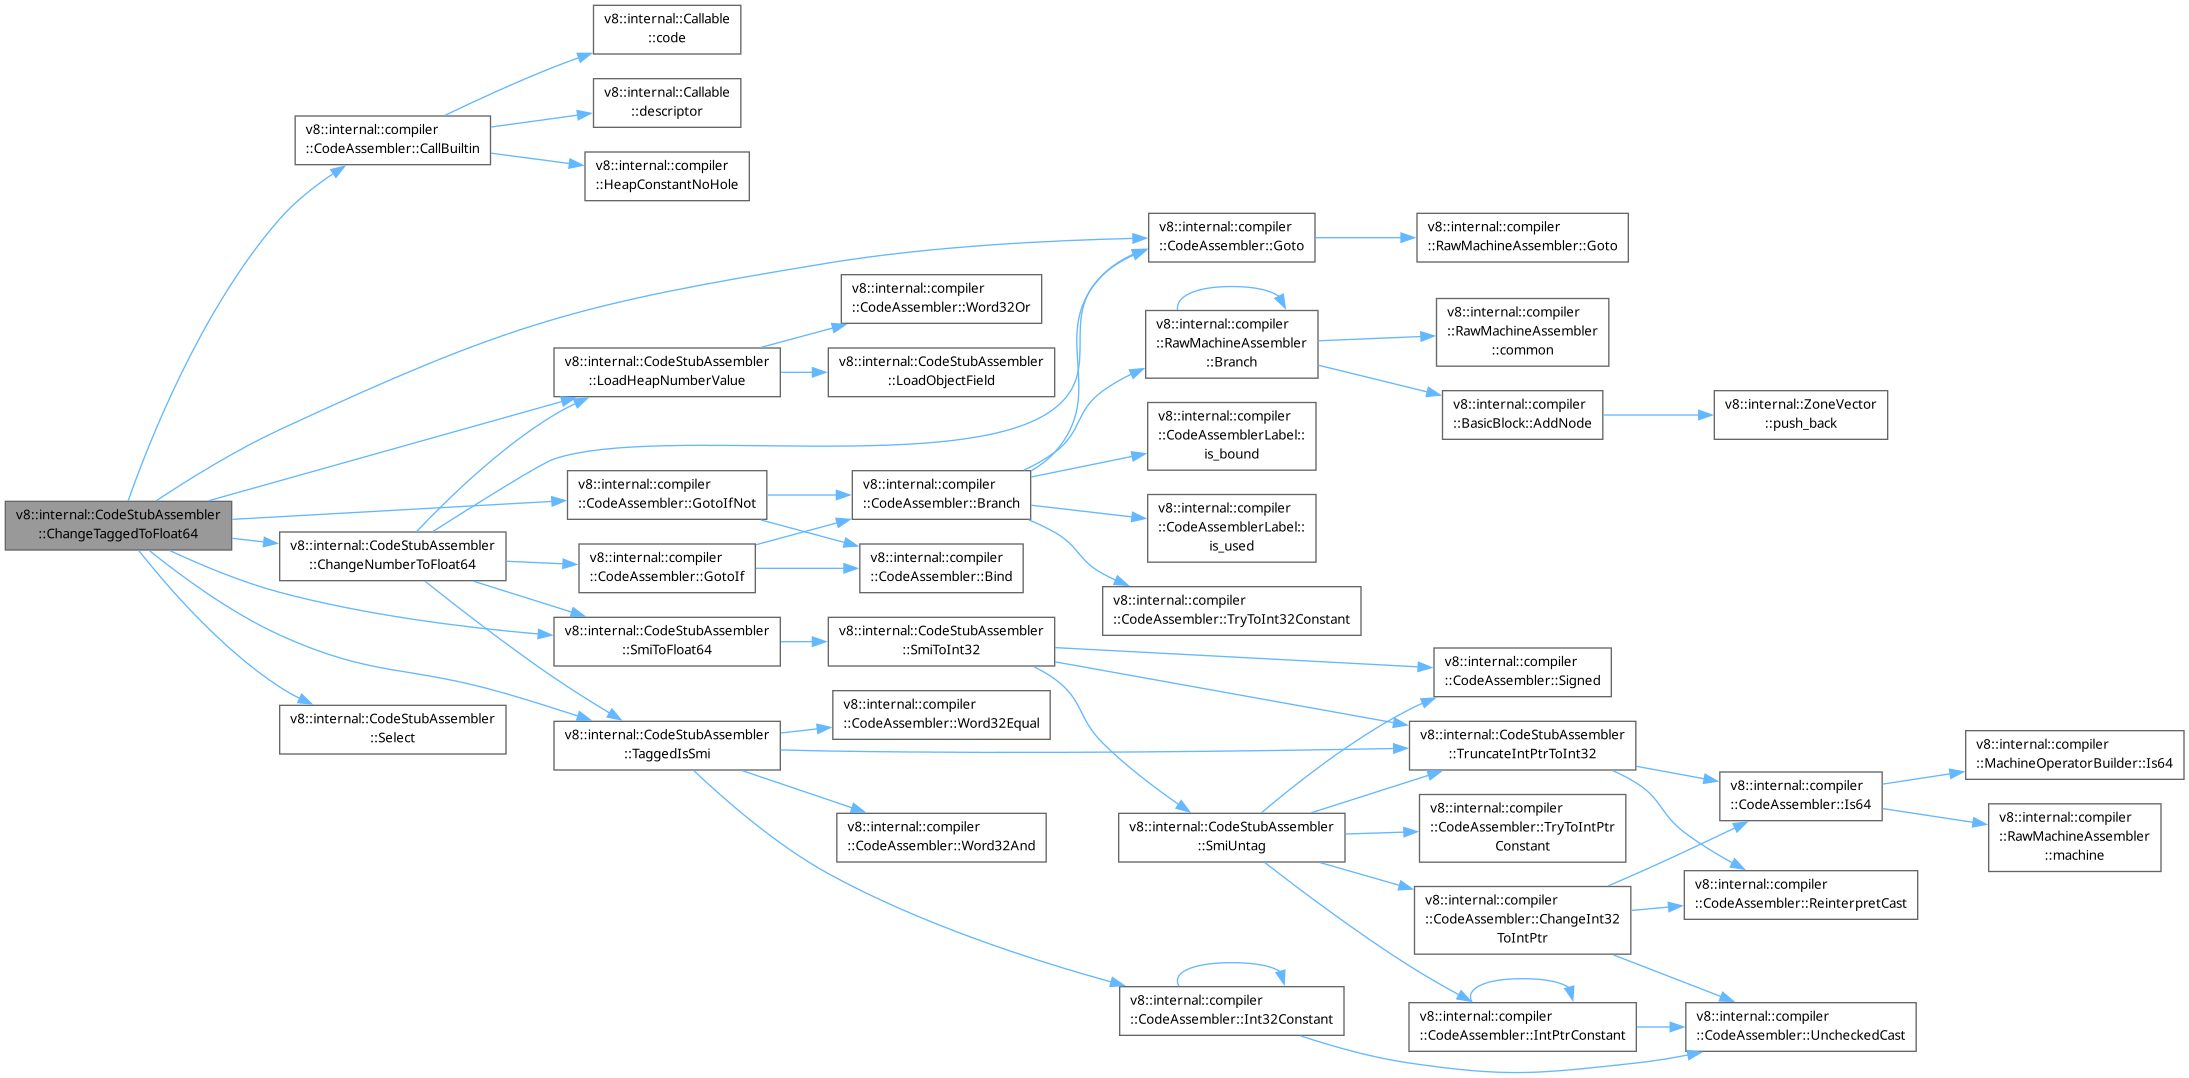 v8::internal::CodeStubAssembler
::ChangeTaggedToFloat64
v8::internal::compiler
::CodeAssembler::CallBuiltin
v8::internal::Callable
::code
v8::internal::Callable
::descriptor
v8::internal::compiler
::HeapConstantNoHole
v8::internal::compiler
::CodeAssembler::Goto
v8::internal::compiler
::RawMachineAssembler::Goto
v8::internal::CodeStubAssembler
::LoadHeapNumberValue
v8::internal::compiler
::CodeAssembler::Word32Or
v8::internal::CodeStubAssembler
::LoadObjectField
v8::internal::compiler
::CodeAssembler::GotoIfNot
v8::internal::compiler
::CodeAssembler::Branch
v8::internal::compiler
::RawMachineAssembler
::Branch
v8::internal::compiler
::RawMachineAssembler
::common
v8::internal::compiler
::BasicBlock::AddNode
v8::internal::ZoneVector
::push_back
v8::internal::compiler
::CodeAssemblerLabel::
is_bound
v8::internal::compiler
::CodeAssemblerLabel::
is_used
v8::internal::compiler
::CodeAssembler::TryToInt32Constant
v8::internal::compiler
::CodeAssembler::Bind
v8::internal::CodeStubAssembler
::ChangeNumberToFloat64
v8::internal::compiler
::CodeAssembler::GotoIf
v8::internal::CodeStubAssembler
::SmiToFloat64
v8::internal::CodeStubAssembler
::SmiToInt32
v8::internal::CodeStubAssembler
::Select
v8::internal::CodeStubAssembler
::TaggedIsSmi
v8::internal::compiler
::CodeAssembler::Word32Equal
v8::internal::compiler
::CodeAssembler::Word32And
v8::internal::compiler
::CodeAssembler::Signed
v8::internal::CodeStubAssembler
::TruncateIntPtrToInt32
v8::internal::CodeStubAssembler
::SmiUntag
v8::internal::compiler
::CodeAssembler::TryToIntPtr
Constant
v8::internal::compiler
::CodeAssembler::ChangeInt32
ToIntPtr
v8::internal::compiler
::CodeAssembler::Is64
v8::internal::compiler
::MachineOperatorBuilder::Is64
v8::internal::compiler
::RawMachineAssembler
::machine
v8::internal::compiler
::CodeAssembler::ReinterpretCast
v8::internal::compiler
::CodeAssembler::Int32Constant
v8::internal::compiler
::CodeAssembler::IntPtrConstant
v8::internal::compiler
::CodeAssembler::UncheckedCast